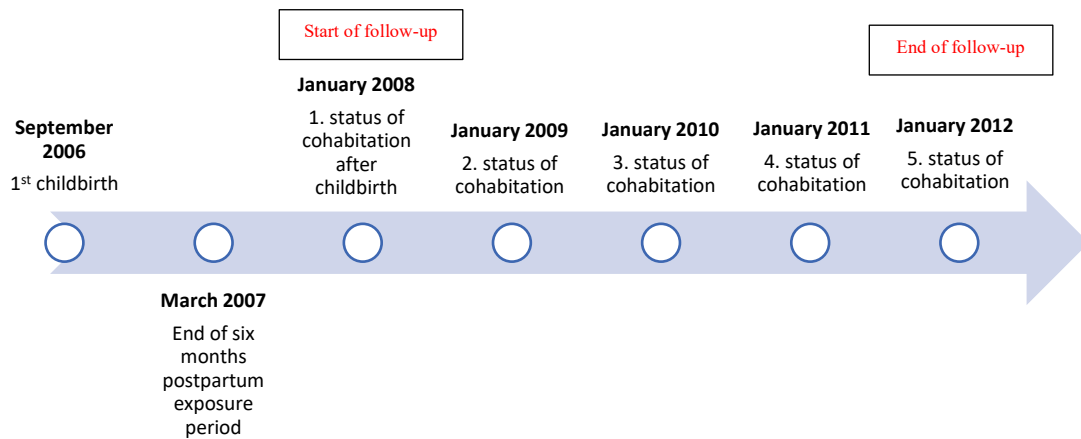 Start of follow-up
End of follow-up
September
2006
1st childbirth
March 2007
End of six
months
postpartum
exposure
period
January 2008
1. status of
cohabitation
after
childbirth
January 2009
2. status of
cohabitation
January 2010
3. status of
cohabitation
January 2011
4. status of
cohabitation
January 2012
5. status of
cohabitation